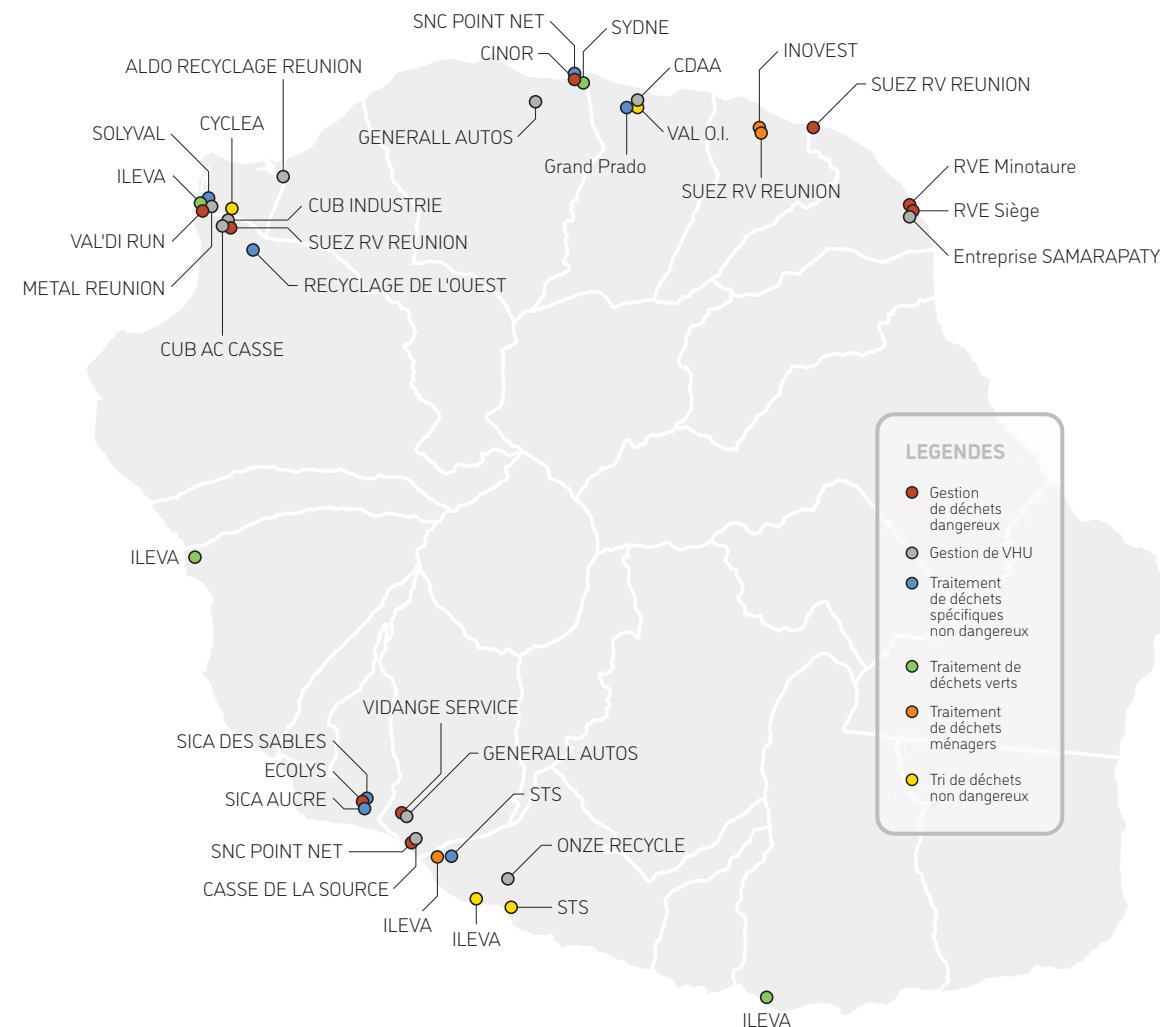 SNC POINT NET
SYDNE
CINOR
INOVEST
ALDO RECYCLAGE REUNION
CDAA
SUEZ RV REUNION
SOLYVAL
CYCLEA
GENERALL AUTOS
VAL O.I.
Grand Prado
RVE Minotaure
ILEVA
SUEZ RV REUNION
CUB INDUSTRIE
RVE Siège
VAL'DI RUN
SUEZ RV REUNION
Entreprise SAMARAPATY
METAL REUNION
RECYCLAGE DE L'OUEST
CUB AC CASSE
LEGENDES
Gestion
de déchets
dangereux
Gestion de VHU
Traitement
de déchets
spécifiques
non dangereux
Traitement de
déchets verts
Traitement
de déchets
ménagers
Tri de déchets
non dangereux
ILEVA
VIDANGE SERVICE
SICA DES SABLES
GENERALL AUTOS
ECOLYS
SICA AUCRE
STS
SNC POINT NET
ONZE RECYCLE
CASSE DE LA SOURCE
STS
ILEVA
ILEVA
ILEVA